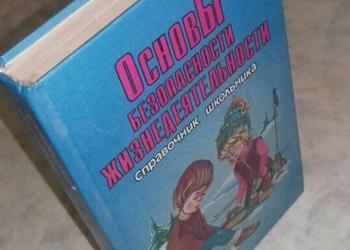 Основы
безопасности
жизнедеятельности
справочник школьника